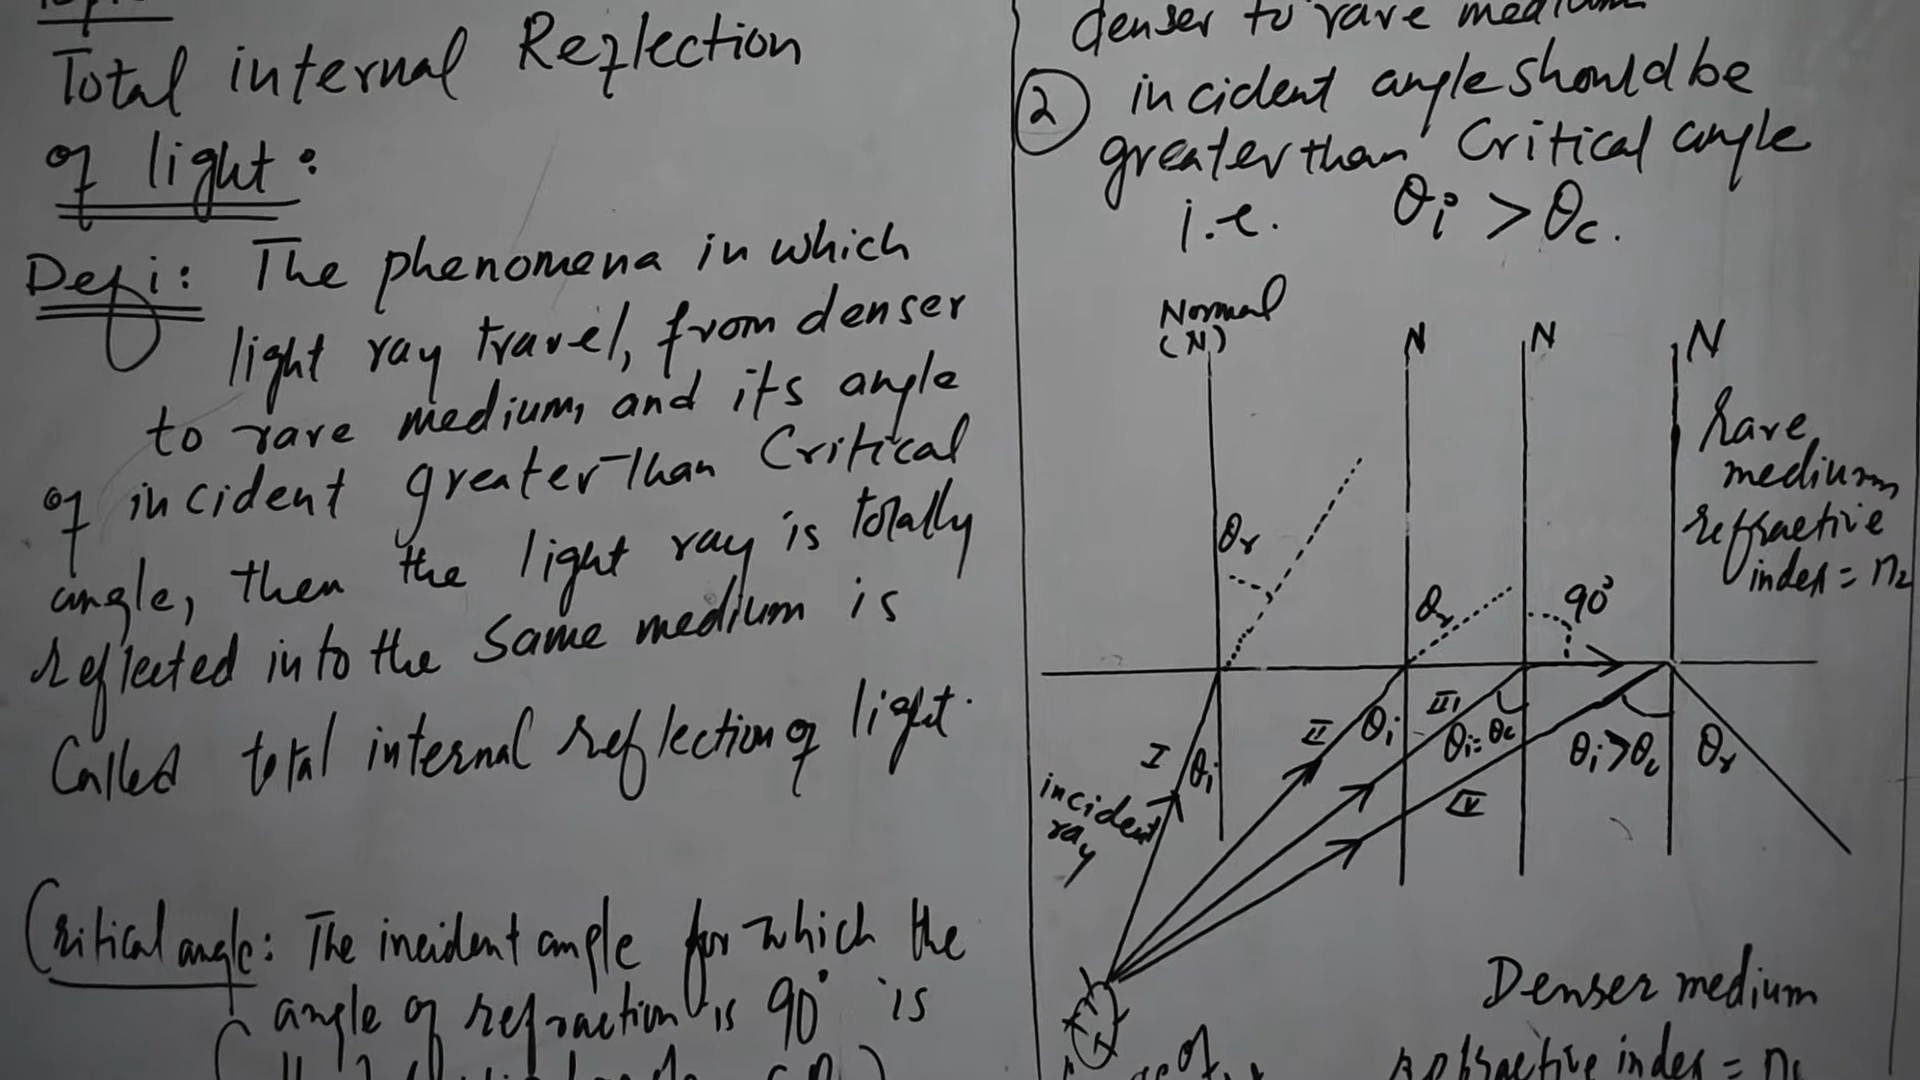 Total internal Reflection
of light:
Defi: The phenomena in which
light ray travel, from denser
to rare medium, and its angle
of incident greater than Critical
angle, then the light ray is totally
reflected into the same medium is
Called total internal reflection of light.
Critical angle: The incident angle for which the
angle of refraction is 90° is
denser to rare medium
2 incident angle should be
greater than Critical angle
i.e. θi > θc.
Normal
(N)
N
N
N
rare
medium
refractive
index = n2
θr
θr
90°
I
θi
II
θi
III
θi = θc
θi > θc
θr
IV
incident
ray
Denser medium
refractive index = n1